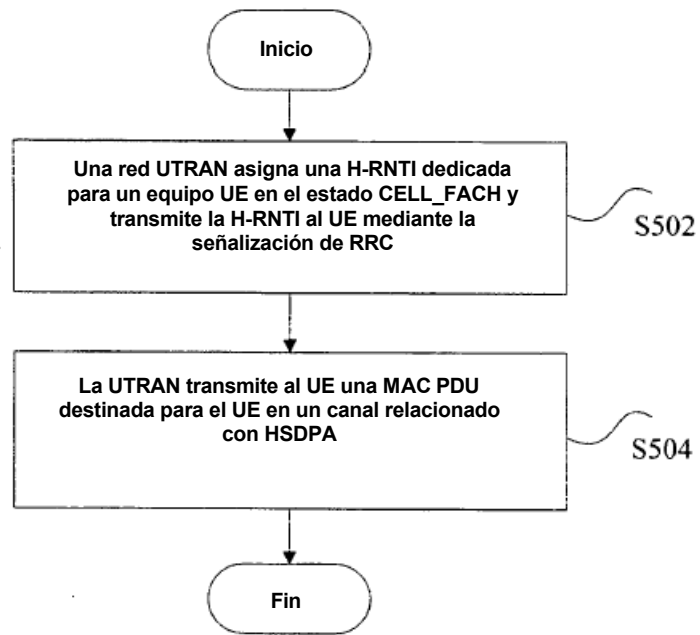 Inicio
Una red UTRAN asigna una H-RNTI dedicada
para un equipo UE en el estado CELL_FACH y
transmite la H-RNTI al UE mediante la
señalización de RRC
S502
La UTRAN transmite al UE una MAC PDU
destinada para el UE en un canal relacionado
con HSDPA
S504
Fin